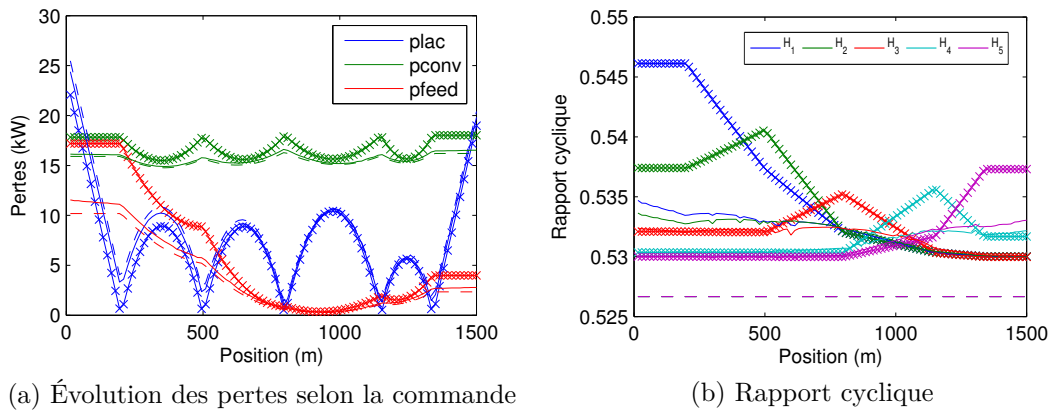 30
25
20
15
10
5
0
Pertes (kW)
plac
pconv
pfeed
0 500 1000 1500
Position (m)
(a) Évolution des pertes selon la commande
0.55
0.545
0.54
0.535
0.53
0.525
Rapport cyclique
H1 H2 H3 H4 H5
0 500 1000 1500
Position (m)
(b) Rapport cyclique